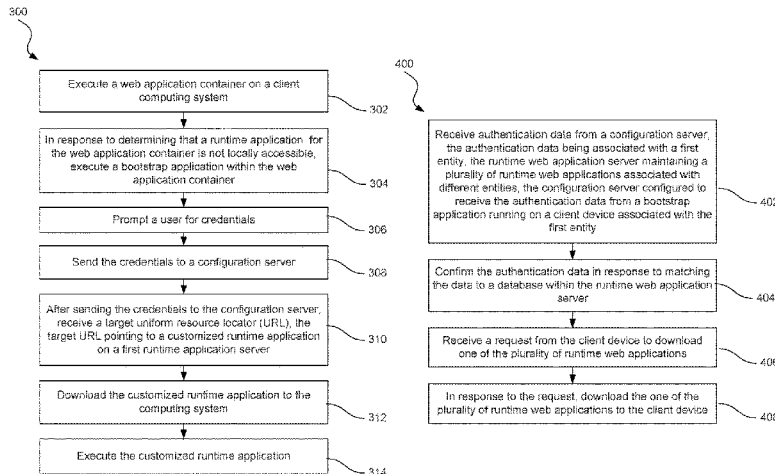 300
Execute a web application container on a client
computing system
302
In response to determining that a runtime application for
the web application container is not locally accessible,
execute a bootstrap application within the web
application container
304
Prompt a user for credentials
306
Send the credentials to a configuration server
308
After sending the credentials to the configuration server,
receive a target uniform resource locator (URL), the
target URL pointing to a customized runtime application
on a first runtime application server
310
Download the customized runtime application to the
computing system
312
Execute the customized runtime application
314
400
Receive authentication data from a configuration server,
the authentication data being associated with a first
entity, the runtime web application server maintaining a
plurality of runtime web applications associated with
different entities, the configuration server configured to
receive the authentication data from a bootstrap
application running on a client device associated with the
first entity
402
Confirm the authentication data in response to matching
the data to a database within the runtime web application
server
404
Receive a request from the client device to download
one of the plurality of runtime web applications
406
In response to the request, download the one of the
plurality of runtime web applications to the client device
408